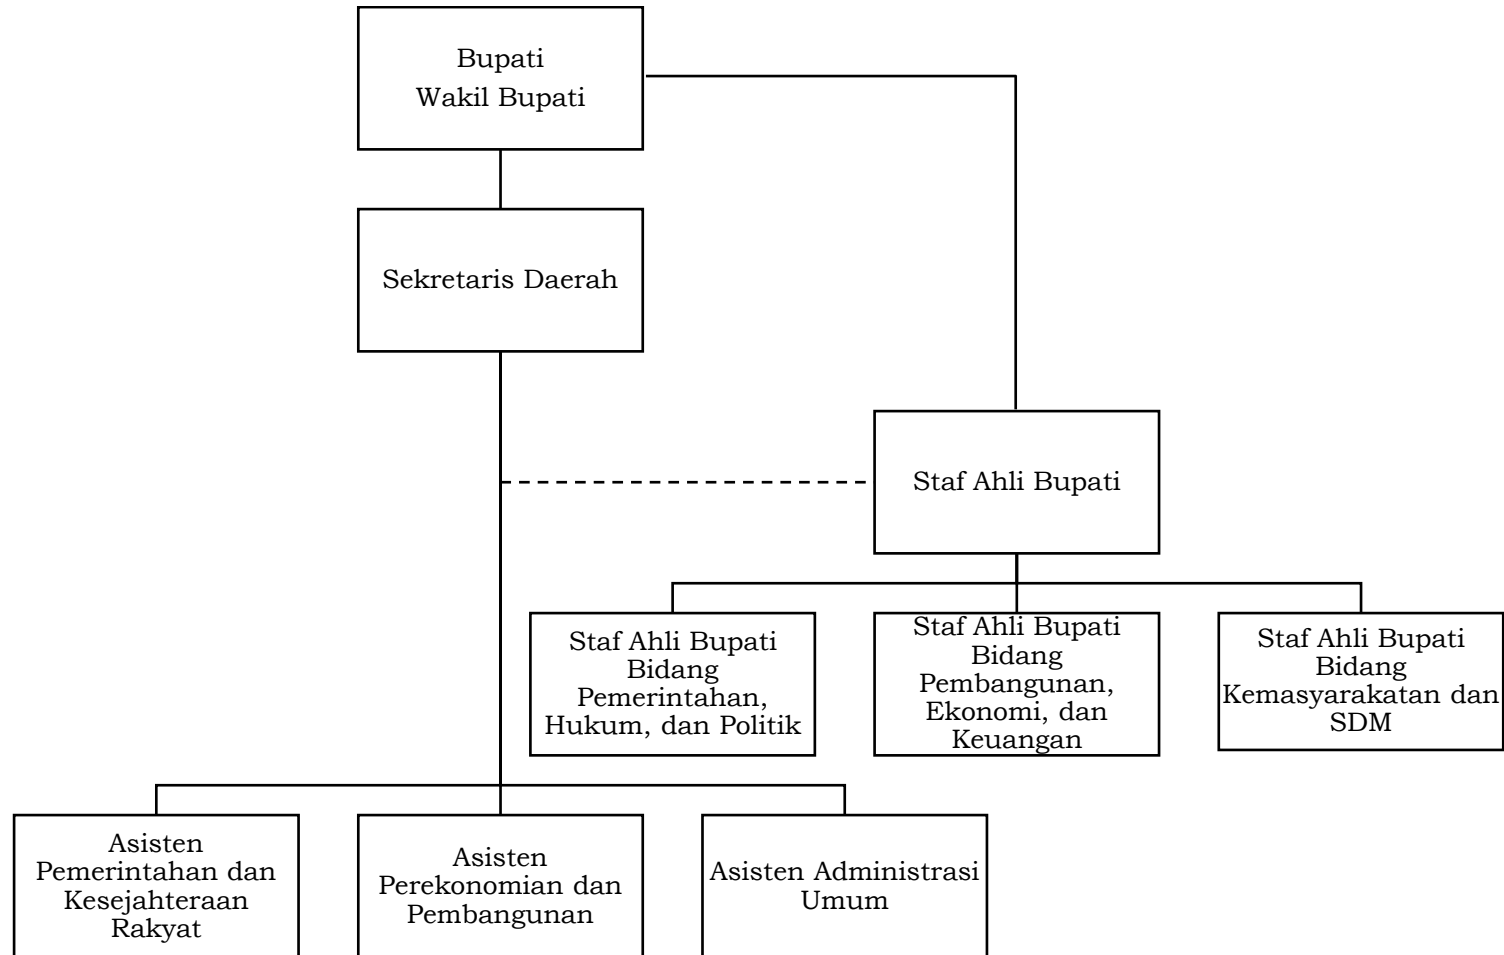 Bupati
Wakil Bupati
Sekretaris Daerah
Staf Ahli Bupati
Staf Ahli Bupati
Bidang
Pemerintahan,
Hukum, dan Politik
Staf Ahli Bupati
Bidang
Pembangunan,
Ekonomi, dan
Keuangan
Staf Ahli Bupati
Bidang
Kemasyarakatan dan
SDM
Asisten
Pemerintahan dan
Kesejahteraan
Rakyat
Asisten
Perekonomian dan
Pembangunan
Asisten Administrasi
Umum